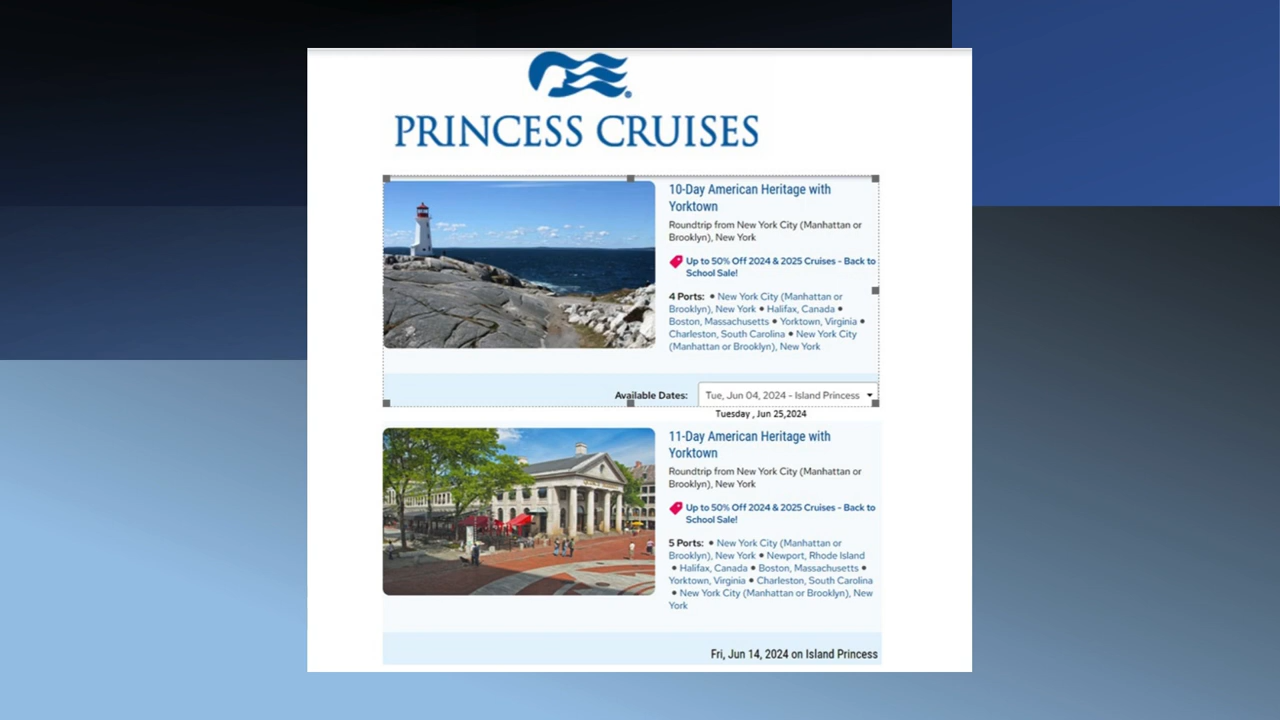 PRINCESS CRUISES
10-Day American Heritage with
Yorktown
Roundtrip from New York City (Manhattan or
Brooklyn), New York
Up to 50% Off 2024 & 2025 Cruises - Back to
School Sale!
4 Ports: • New York City (Manhattan or
Brooklyn), New York • Halifax, Canada •
Boston, Massachusetts • Yorktown, Virginia •
Charleston, South Carolina • New York City
(Manhattan or Brooklyn), New York
Available Dates: Tue, Jun 04, 2024 - Island Princess
Tuesday , Jun 25,2024
11-Day American Heritage with
Yorktown
Roundtrip from New York City (Manhattan or
Brooklyn), New York
Up to 50% Off 2024 & 2025 Cruises - Back to
School Sale!
5 Ports: • New York City (Manhattan or
Brooklyn), New York • Newport, Rhode Island
• Halifax, Canada • Boston, Massachusetts •
Yorktown, Virginia • Charleston, South Carolina
• New York City (Manhattan or Brooklyn), New
York
Fri, Jun 14, 2024 on Island Princess